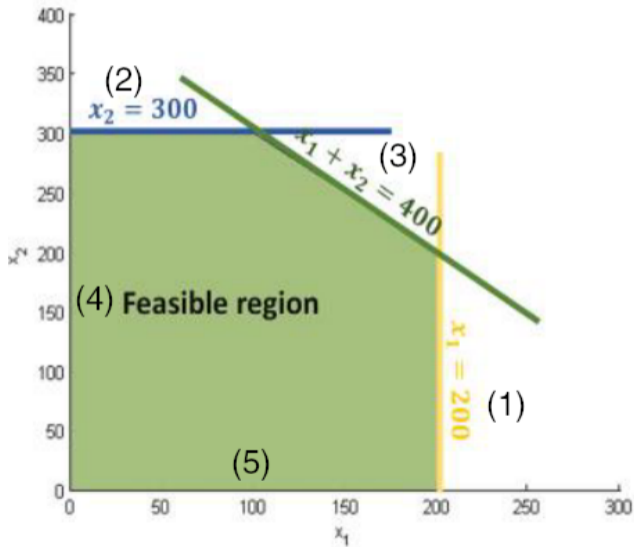 400
(2)
350
x₂ = 300
300
x₁ + x₂ = 400
(3)
250
x₂
200
(4) Feasible region
150
x₁ = 200
100
(1)
50
(5)
0
0 50 100 150 200 250 300
x₁